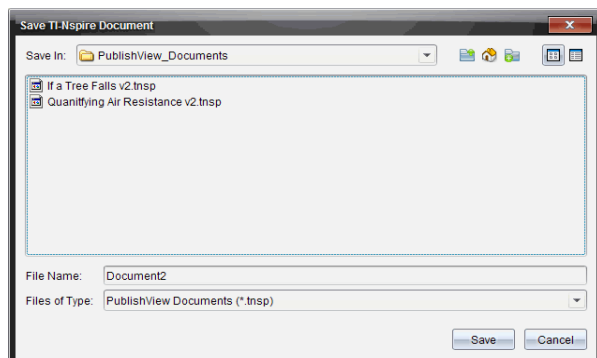 Save TI-Nspire Document
Save In: PublishView_Documents
If a Tree Falls v2.tnsp
Quanitfying Air Resistance v2.tnsp
File Name: Document2
Files of Type: PublishView Documents (*.tnsp)
Save Cancel